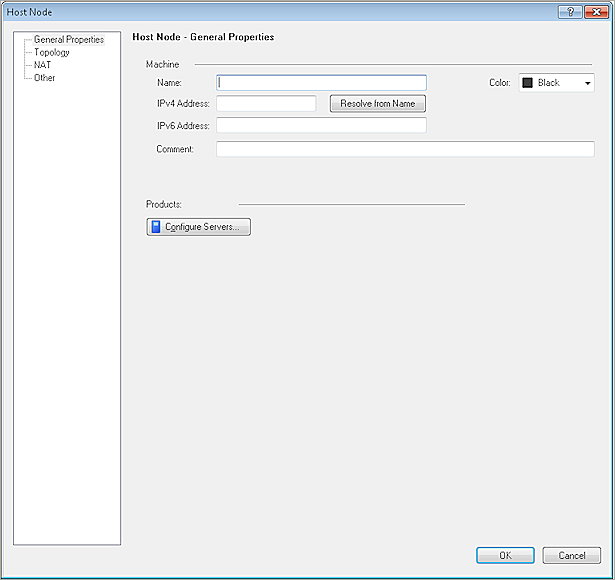 Host Node
?
General Properties
Topology
NAT
Other
Host Node - General Properties
Machine
Name:
Color: Black
IPv4 Address: Resolve from Name
IPv6 Address:
Comment:
Products:
Configure Servers...
OK Cancel